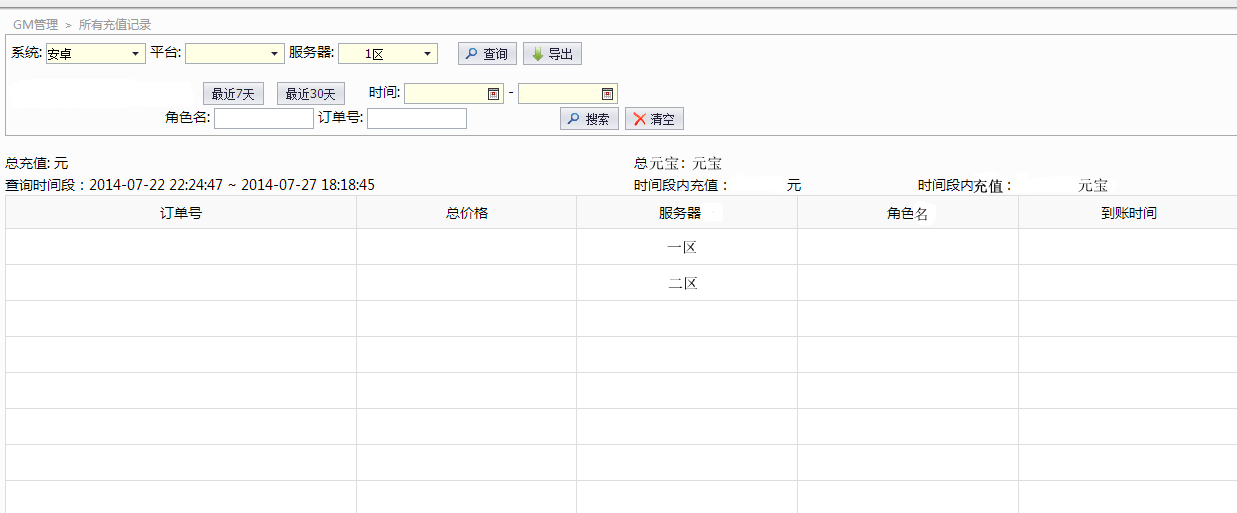 GM管理 > 所有充值记录
系统: 安卓 平台: 服务器: 1区 查询 导出
最近7天 最近30天 时间: -
角色名: 订单号: 搜索 清空
总充值: 元 总元宝：元宝
查询时间段：2014-07-22 22:24:47 ~ 2014-07-27 18:18:45 时间段内充值： 元 时间段内充值： 元宝
订单号 总价格 服务器 角色名 到账时间
一区
二区